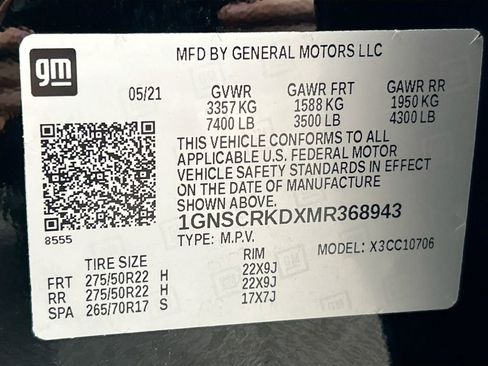 gm
MFD BY GENERAL MOTORS LLC
05/21 GVWR GAWR FRT GAWR RR
3357 KG 1588 KG 1950 KG
7400 LB 3500 LB 4300 LB
THIS VEHICLE CONFORMS TO ALL
APPLICABLE U.S. FEDERAL MOTOR
VEHICLE SAFETY STANDARDS IN EFFECT
ON THE DATE OF MANUFACTURE
SHOWN ABOVE.
8555
1GNSCRKDXMR368943
TYPE: M.P.V. MODEL: X3CC10706
TIRE SIZE RIM
FRT 275/50R22 H 22X9J
RR 275/50R22 H 22X9J
SPA 265/70R17 S 17X7J